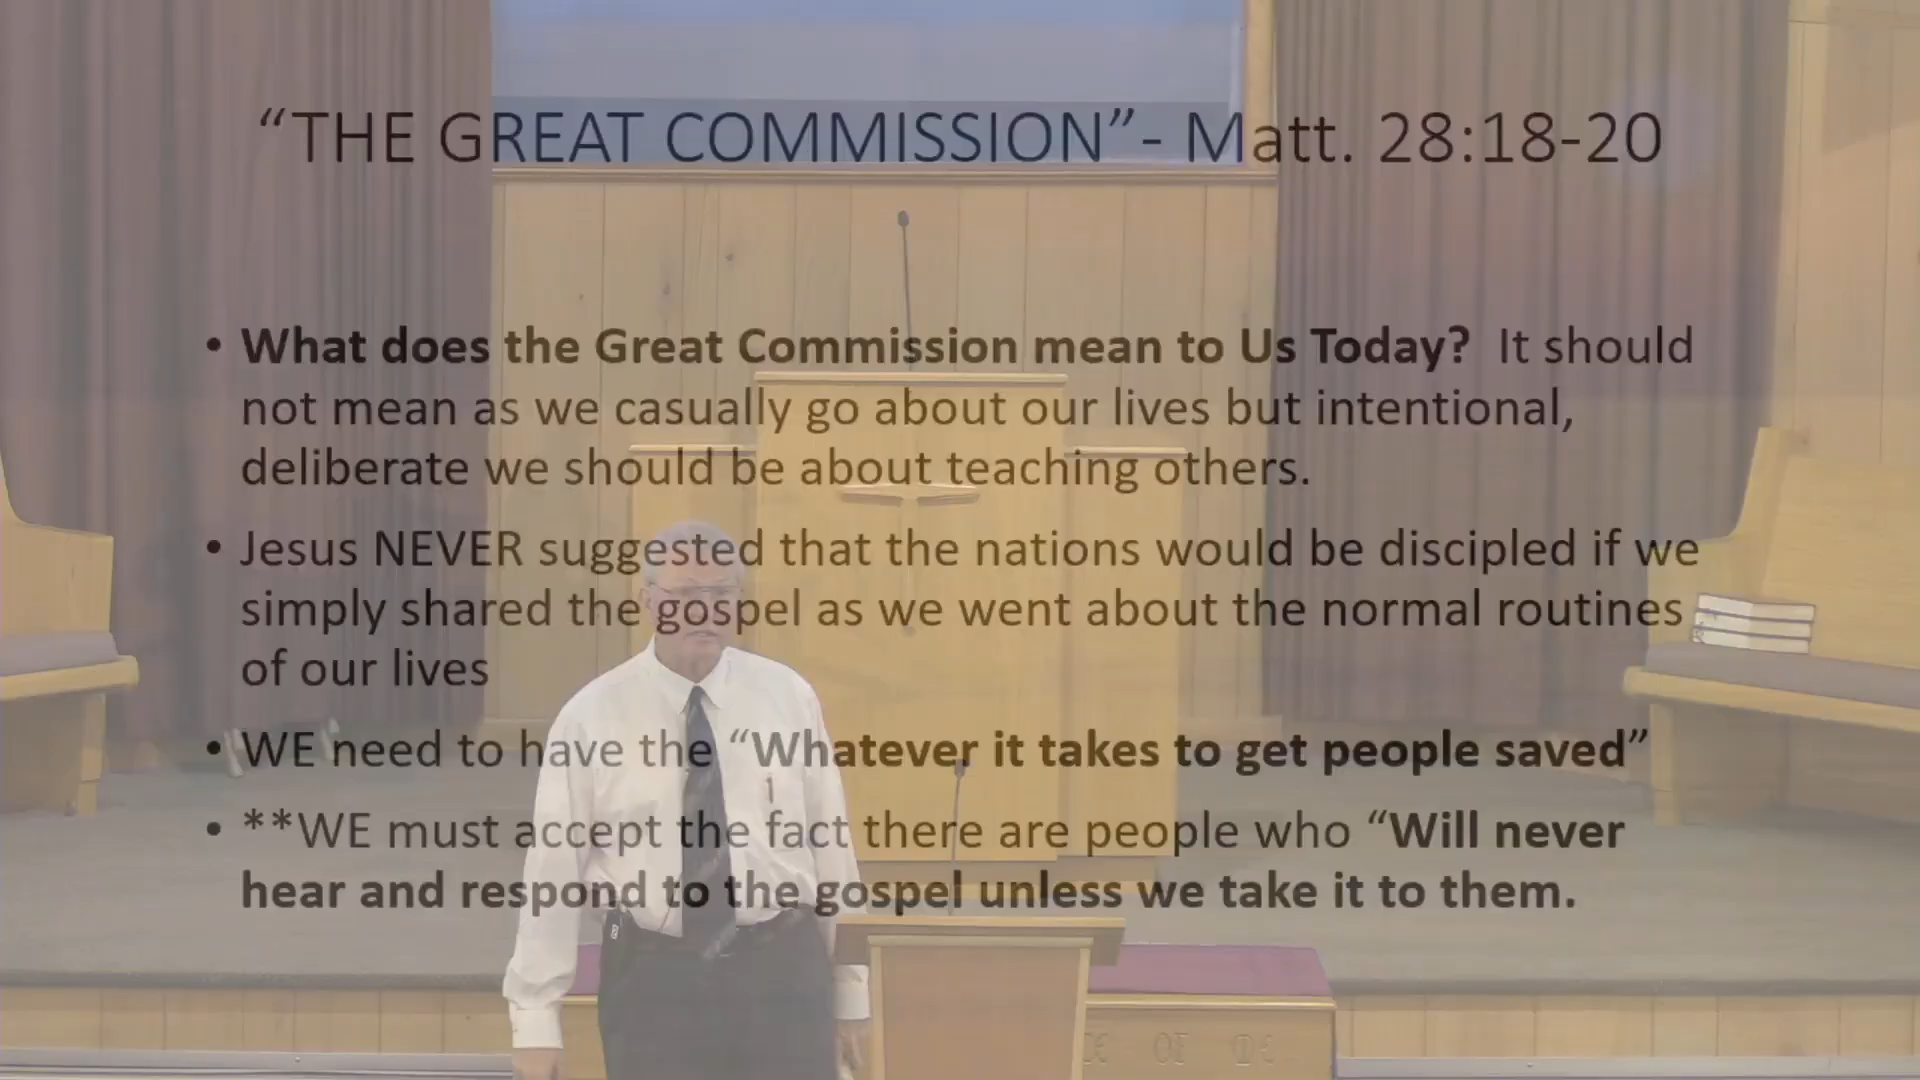 “THE GREAT COMMISSION”- Matt. 28:18-20
• What does the Great Commission mean to Us Today? It should
not mean as we casually go about our lives but intentional,
deliberate we should be about teaching others.
• Jesus NEVER suggested that the nations would be discipled if we
simply shared the gospel as we went about the normal routines
of our lives
• WE need to have the “Whatever it takes to get people saved”
• **WE must accept the fact there are people who “Will never
hear and respond to the gospel unless we take it to them.